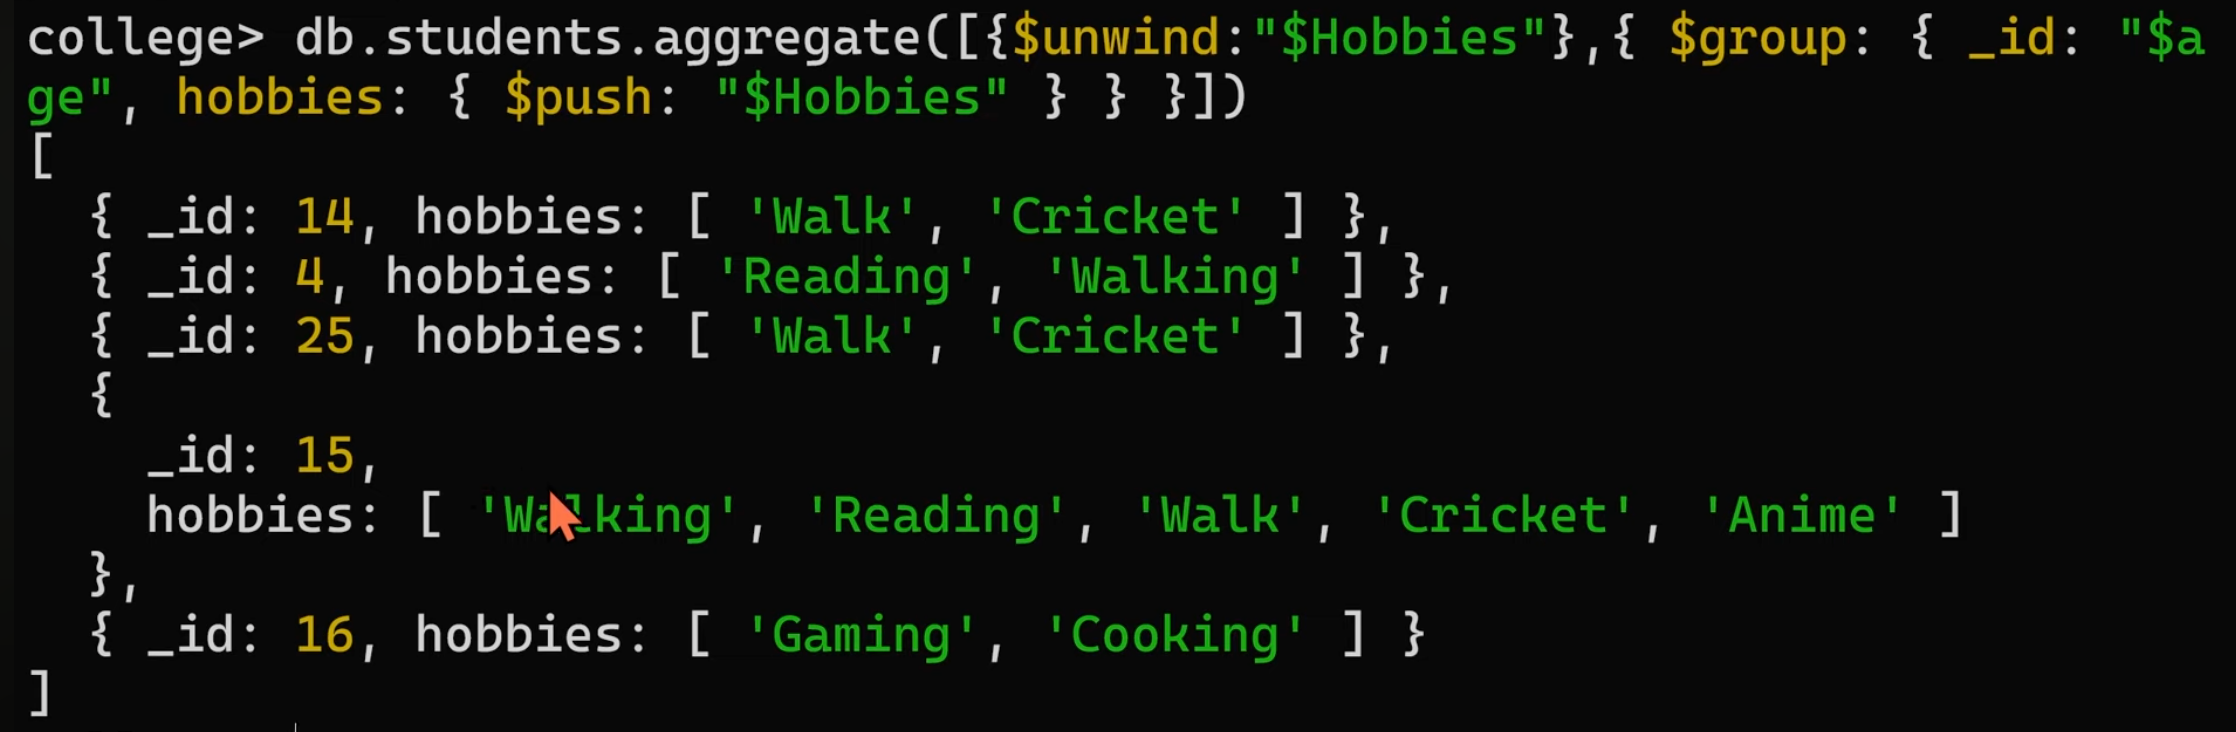 college> db.students.aggregate([{$unwind:"$Hobbies"},{ $group: { _id: "$a
ge", hobbies: { $push: "$Hobbies" } } }])
[
  { _id: 14, hobbies: [ 'Walk', 'Cricket' ] },
  { _id: 4, hobbies: [ 'Reading', 'Walking' ] },
  { _id: 25, hobbies: [ 'Walk', 'Cricket' ] },
  {
    _id: 15,
    hobbies: [ 'Walking', 'Reading', 'Walk', 'Cricket', 'Anime' ]
  },
  { _id: 16, hobbies: [ 'Gaming', 'Cooking' ] }
]